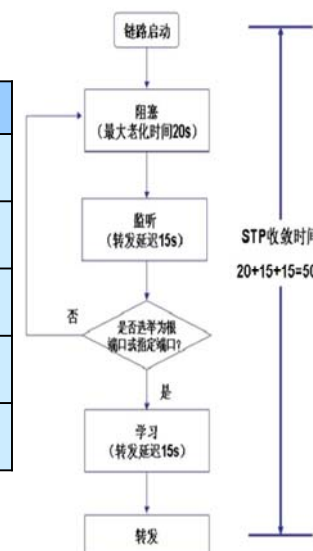 链路启动
阻塞
（最大老化时间20s）
监听
（转发延迟15s）
STP收敛时间
20+15+15=50
否
是否选举为根
端口或指定端口？
是
学习
（转发延迟15s）
转发